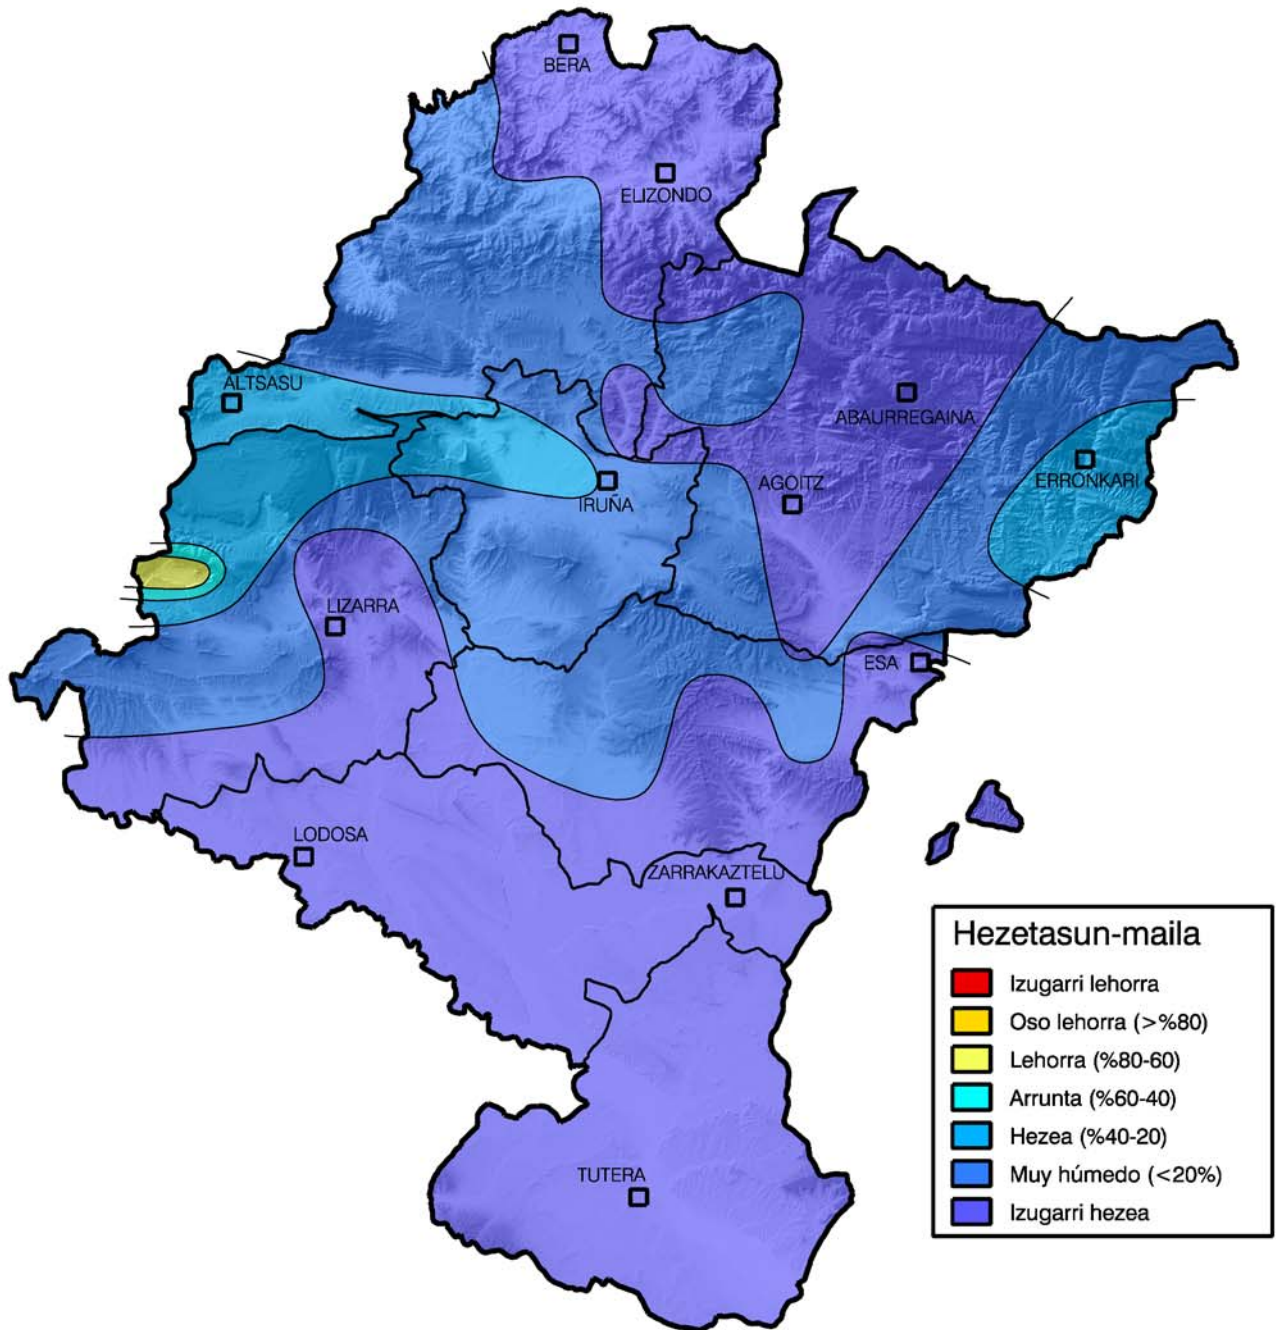 BERA
ELIZONDO
ALTSASU
ABAURREGAINA
ERRONKARI
IRUÑA
AGOITZ
LIZARRA
ESA
LODOSA
ZARRAKAZTELU
TUTERA
Hezetasun-maila
Izugarri lehorra
Oso lehorra (>%80)
Lehorra (%80-60)
Arrunta (%60-40)
Hezea (%40-20)
Muy húmedo (<20%)
Izugarri hezea